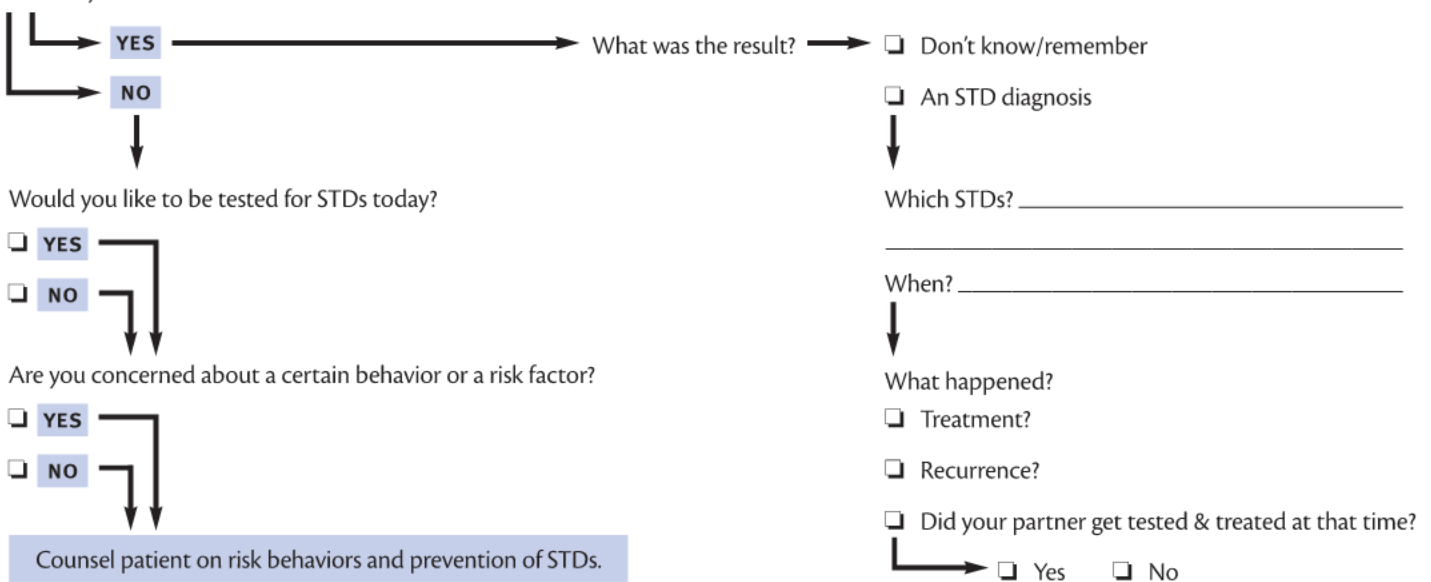 YES
What was the result?
Don't know/remember
NO
An STD diagnosis
Would you like to be tested for STDs today?
YES
NO
Are you concerned about a certain behavior or a risk factor?
YES
NO
Counsel patient on risk behaviors and prevention of STDs.
Which STDs?
When?
What happened?
Treatment?
Recurrence?
Did your partner get tested & treated at that time?
Yes
No